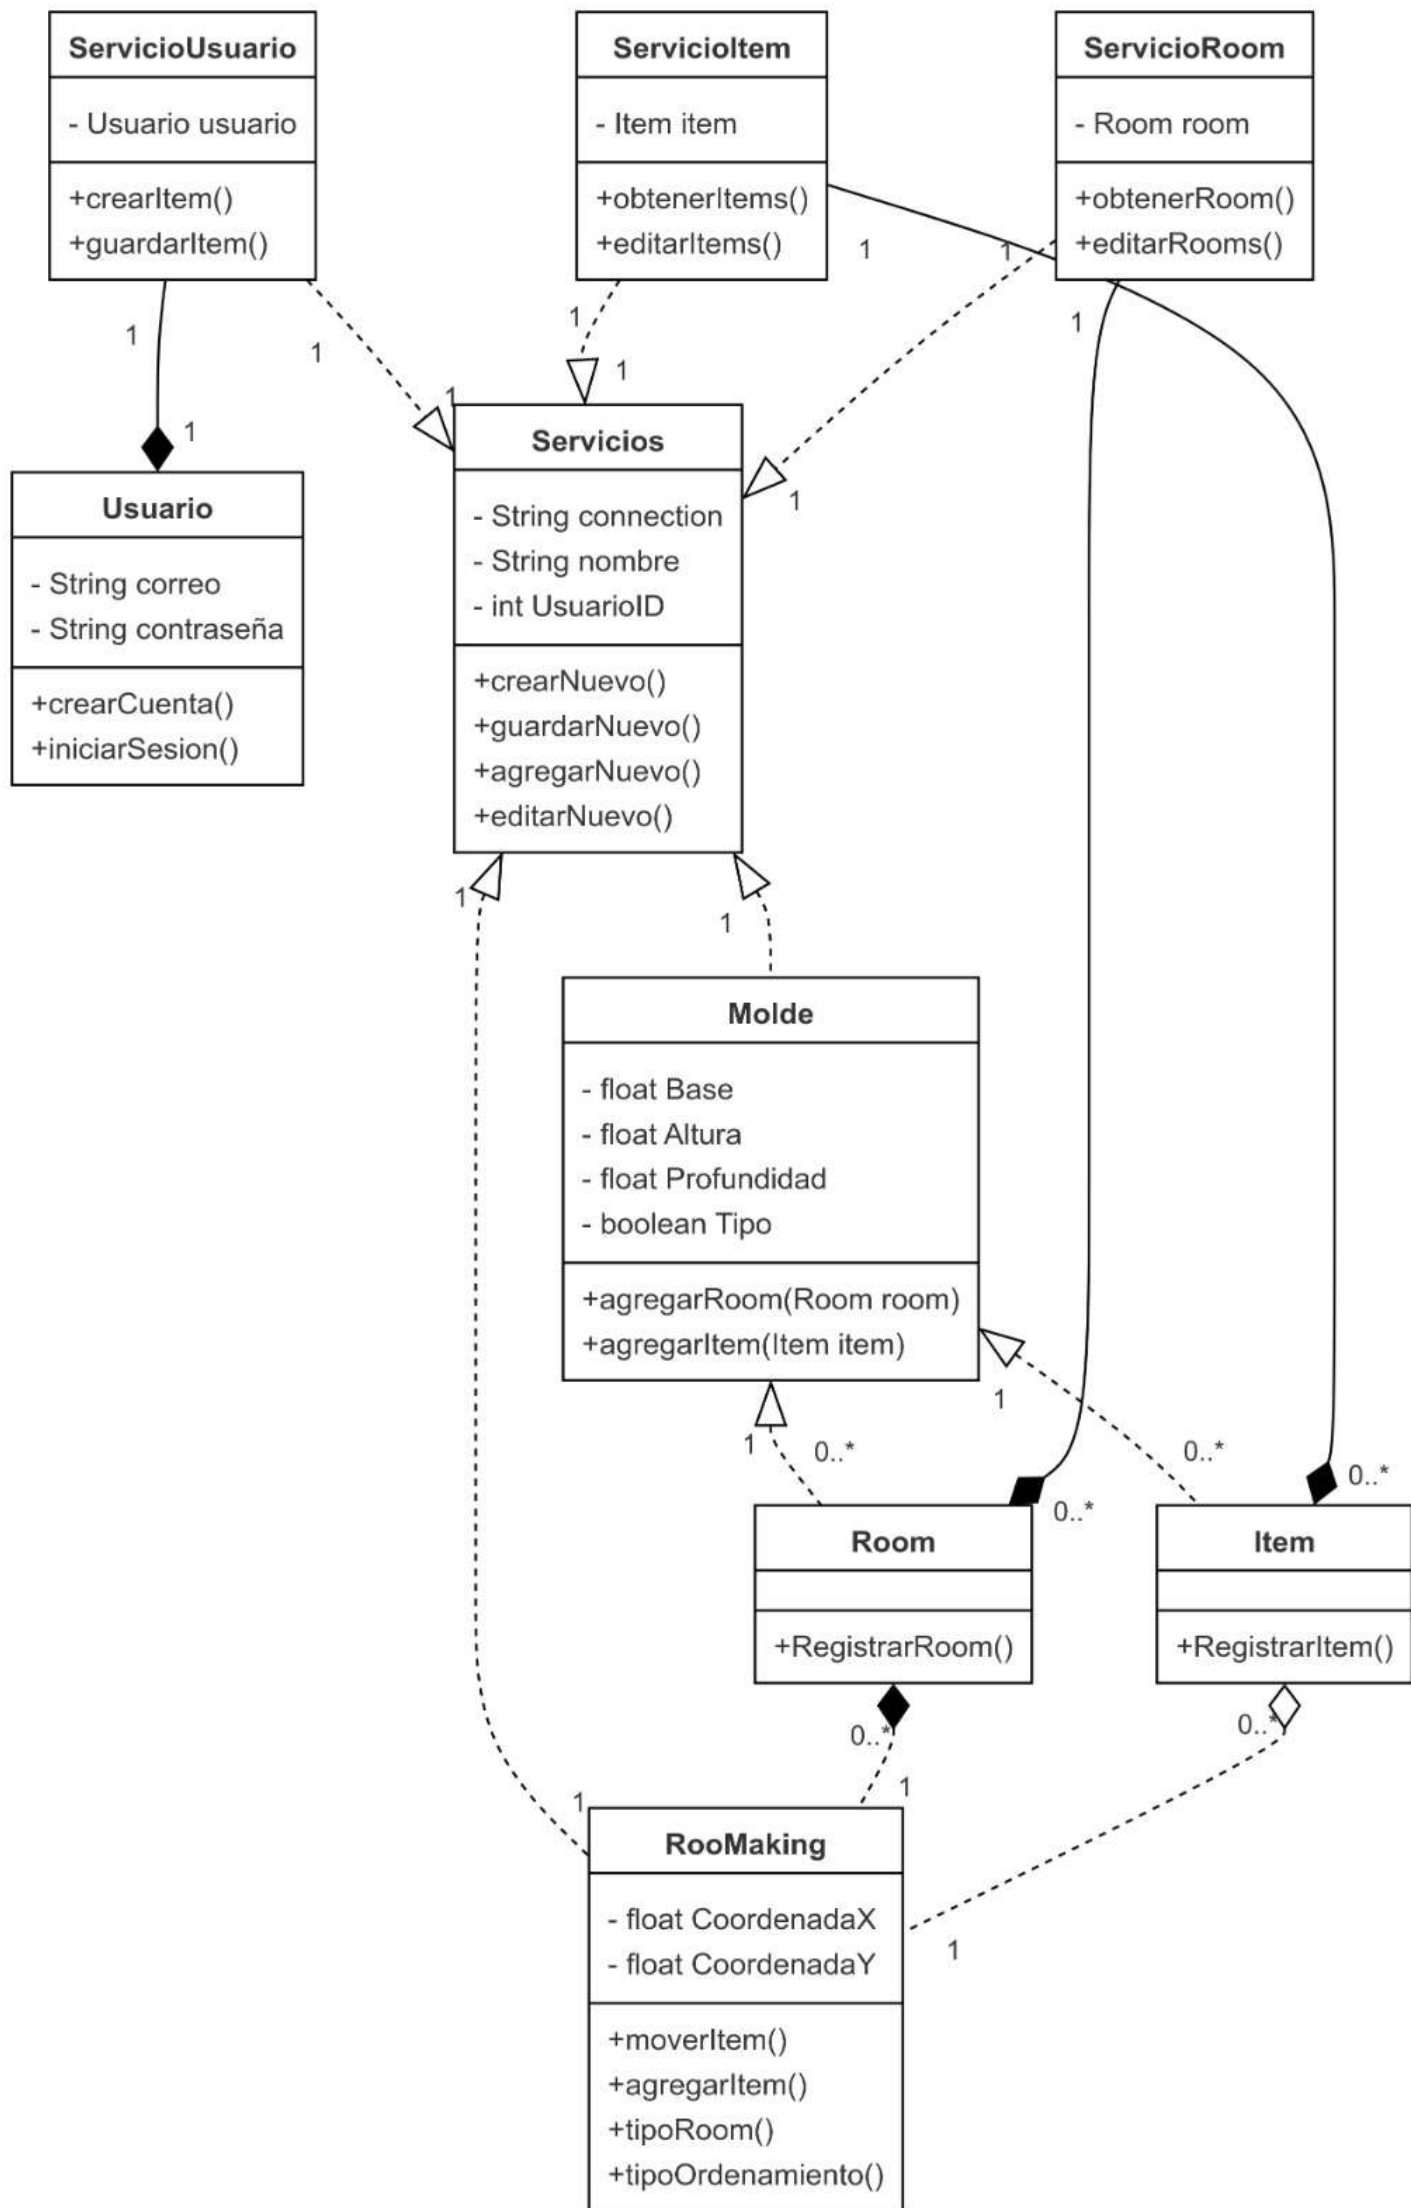 ServicioUsuario
- Usuario usuario
+crearItem()
+guardarItem()
ServicioItem
- Item item
+obtenerItems()
+editarItems()
ServicioRoom
- Room room
+obtenerRoom()
+editarRooms()
1
1
1
1
1
1
1
1
1
1
Usuario
- String correo
- String contraseña
+crearCuenta()
+iniciarSesion()
Servicios
- String connection
- String nombre
- int UsuarioID
+crearNuevo()
+guardarNuevo()
+agregarNuevo()
+editarNuevo()
1
1
Molde
- float Base
- float Altura
- float Profundidad
- boolean Tipo
+agregarRoom(Room room)
+agregarItem(Item item)
1
0..*
1
0..*
0..*
0..*
Room
+RegistrarRoom()
Item
+RegistrarItem()
0..*
0..*
1
1
1
RooMaking
- float CoordenadaX
- float CoordenadaY
+moverItem()
+agregarItem()
+tipoRoom()
+tipoOrdenamiento()